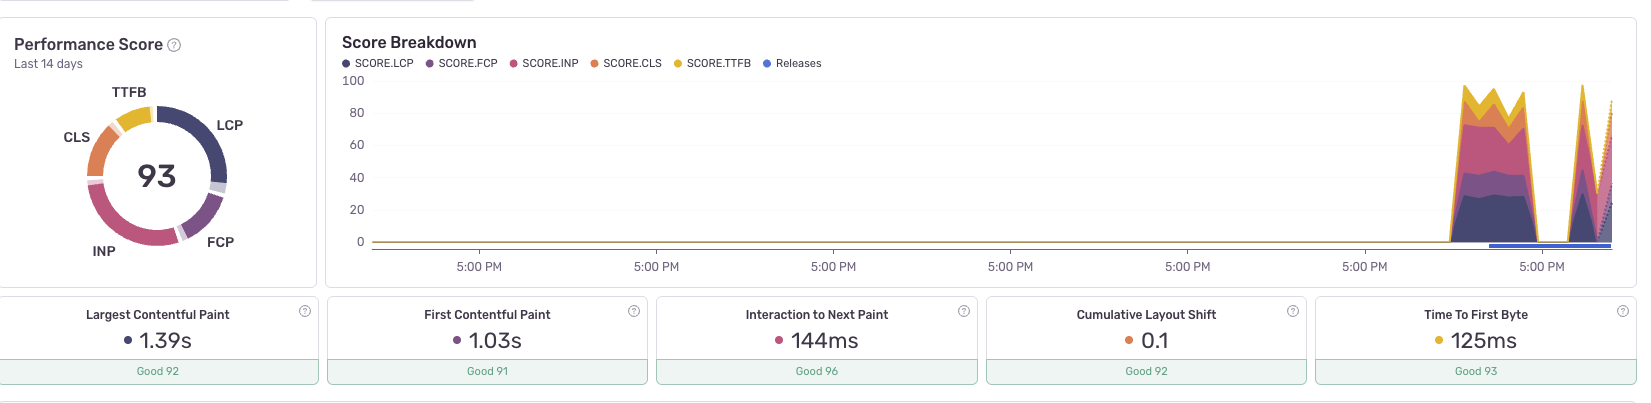 Performance Score ?
Last 14 days
TTFB
LCP
CLS
93
INP
FCP
Score Breakdown
SCORE.LCP SCORE.FCP SCORE.INP SCORE.CLS SCORE.TTFB Releases
100
80
60
40
20
0
5:00 PM 5:00 PM 5:00 PM 5:00 PM 5:00 PM 5:00 PM 5:00 PM
Largest Contentful Paint ?
1.39s
Good 92
First Contentful Paint ?
1.03s
Good 91
Interaction to Next Paint ?
144ms
Good 96
Cumulative Layout Shift ?
0.1
Good 92
Time To First Byte ?
125ms
Good 93